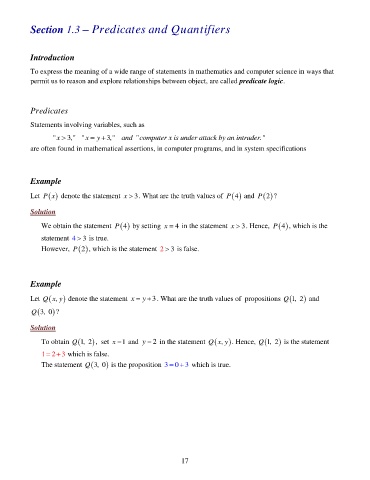 Section 1.3 – Predicates and Quantifiers
Introduction
To express the meaning of a wide range of statements in mathematics and computer science in ways that
permit us to reason and explore relationships between object, are called predicate logic.
Predicates
Statements involving variables, such as
"x > 3," "x = y + 3," and "computer x is under attack by an intruder."
are often found in mathematical assertions, in computer programs, and in system specifications
Example
Let P(x) denote the statement x > 3. What are the truth values of P(4) and P(2)?
Solution
We obtain the statement P(4) by setting x = 4 in the statement x > 3. Hence, P(4), which is the
statement 4 > 3 is true.
However, P(2), which is the statement 2 > 3 is false.
Example
Let Q(x, y) denote the statement x = y + 3. What are the truth values of propositions Q(1, 2) and
Q(3, 0)?
Solution
To obtain Q(1, 2), set x = 1 and y = 2 in the statement Q(x, y). Hence, Q(1, 2) is the statement
1 = 2 + 3 which is false.
The statement Q(3, 0) is the proposition 3 = 0 + 3 which is true.
17